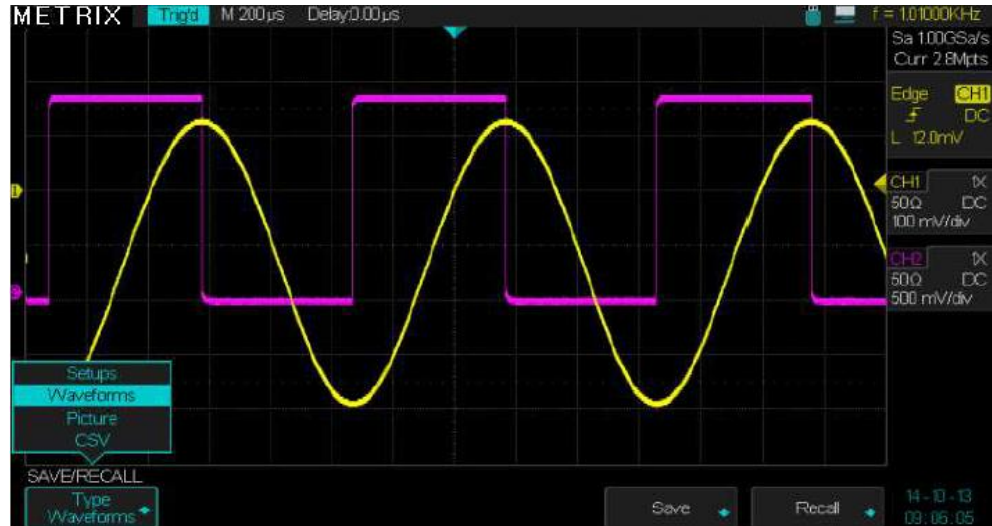 METRIX Trig'd M 200µs Delay:0.00µs f = 1.01000KHz
Sa 1.00GSa/s
Curr 2.8Mpts
Edge CH1
DC
L 12.0mV
CH1 1X
50Ω DC
100 mV/div
CH2 1X
50Ω DC
500 mV/div
Setups
Waveforms
Picture
CSV
SAVE/RECALL
Type
Waveforms
Save
Recall
14-10-13
09:06:05